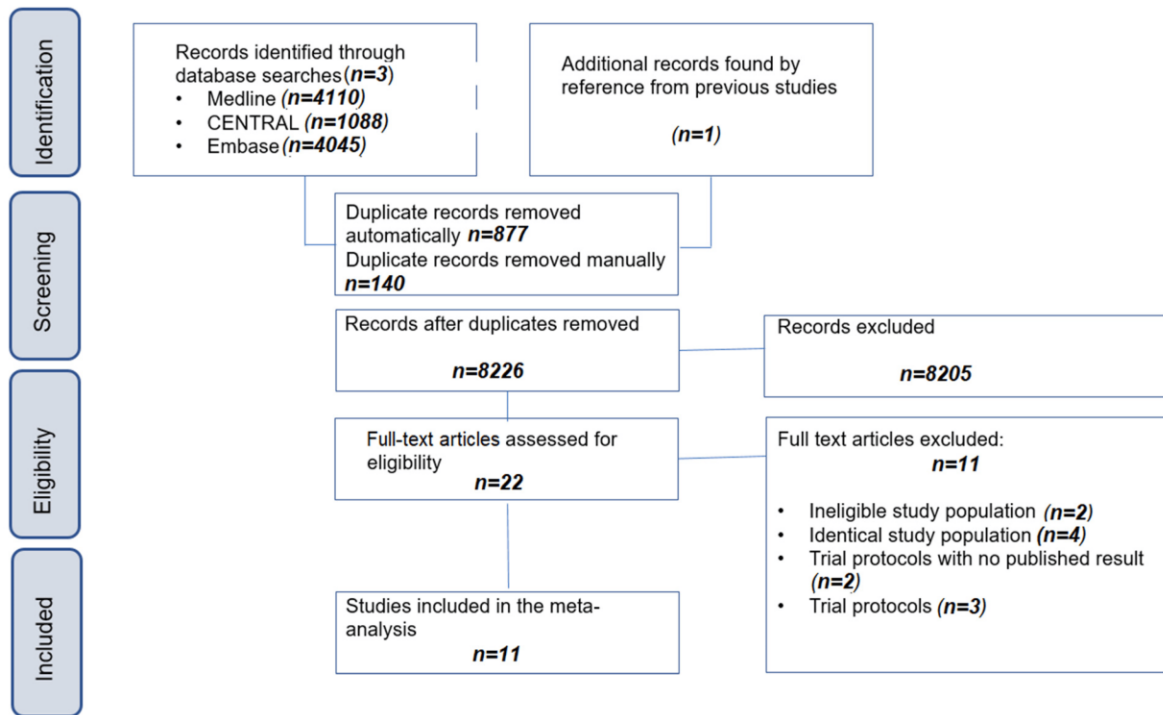 Identification
Records identified through
database searches (n=3)
• Medline (n=4110)
• CENTRAL (n=1088)
• Embase (n=4045)
Additional records found by
reference from previous studies
(n=1)
Screening
Duplicate records removed
automatically n=877
Duplicate records removed manually
n=140
Records after duplicates removed
n=8226
Records excluded
n=8205
Eligibility
Full-text articles assessed for
eligibility
n=22
Full text articles excluded:
n=11
• Ineligible study population (n=2)
• Identical study population (n=4)
• Trial protocols with no published result
(n=2)
• Trial protocols (n=3)
Included
Studies included in the meta-
analysis
n=11